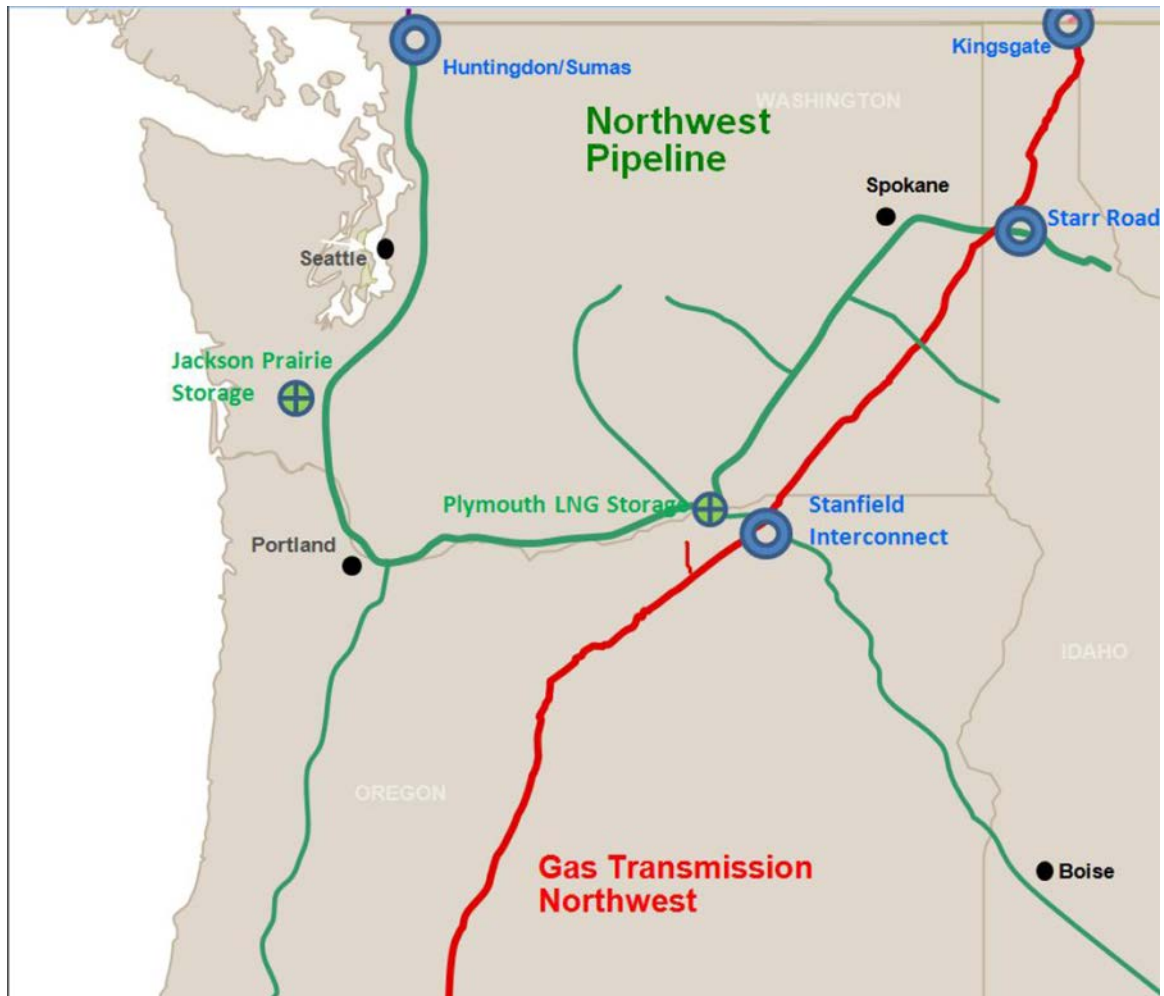 Kingsgate
Huntingdon/Sumas
WASHINGTON
Northwest
Pipeline
Spokane
Starr Road
Seattle
Jackson Prairie
Storage
Plymouth LNG Storage
Stanfield
Interconnect
Portland
IDAHO
OREGON
Gas Transmission
Northwest
Boise